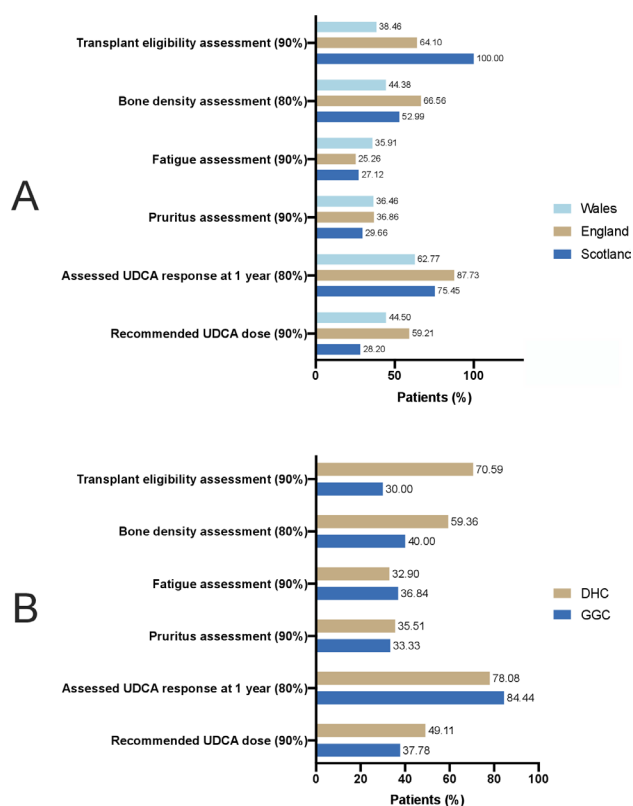 A
Transplant eligibility assessment (90%)
38.46
64.10
100.00
Bone density assessment (80%)
44.38
66.56
52.99
Fatigue assessment (90%)
35.91
25.26
27.12
Pruritus assessment (90%)
36.46
36.86
29.66
Assessed UDCA response at 1 year (80%)
62.77
87.73
75.45
Recommended UDCA dose (90%)
44.50
59.21
28.20
Wales
England
Scotlanc
0 50 100
Patients (%)
B
Transplant eligibility assessment (90%)
70.59
30.00
Bone density assessment (80%)
59.36
40.00
Fatigue assessment (90%)
32.90
36.84
Pruritus assessment (90%)
35.51
33.33
Assessed UDCA response at 1 year (80%)
78.08
84.44
Recommended UDCA dose (90%)
49.11
37.78
DHC
GGC
0 20 40 60 80 100
Patients (%)